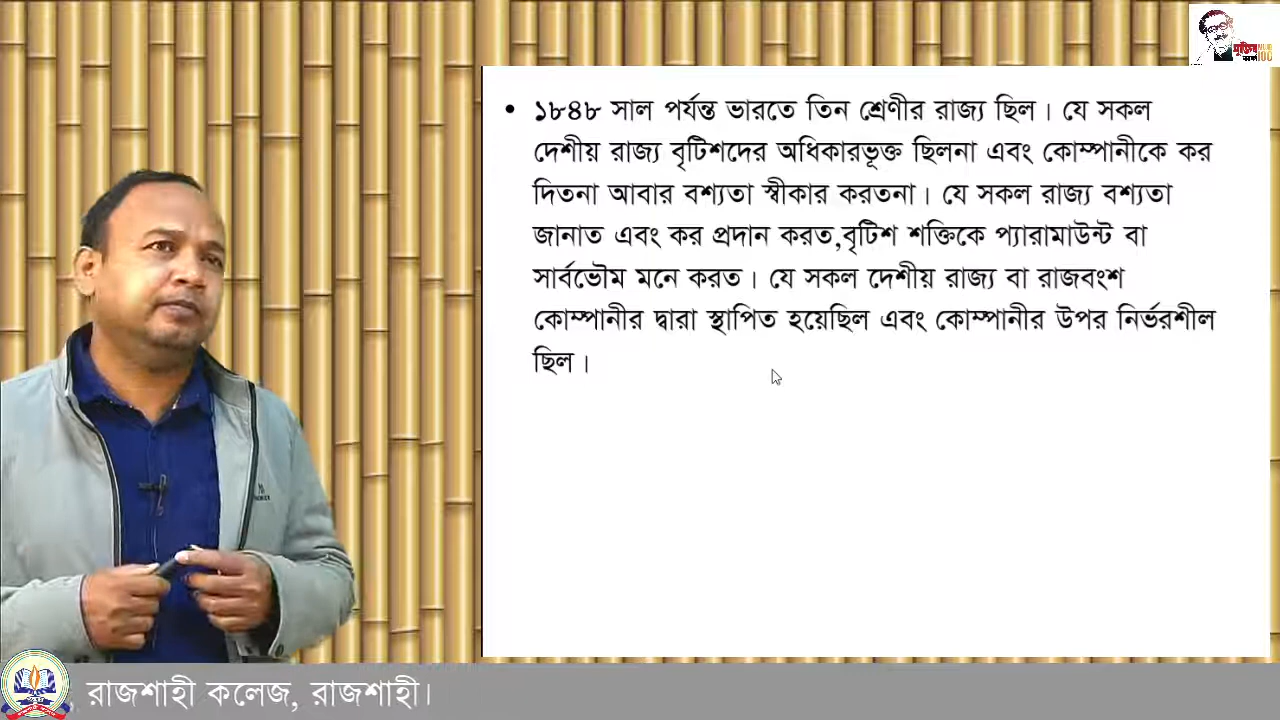 • ১৮৪৮ সাল পর্যন্ত ভারতে তিন শ্রেণীর রাজ্য ছিল। যে সকল
দেশীয় রাজ্য বৃটিশদের অধিকারভূক্ত ছিলনা এবং কোম্পানীকে কর
দিতনা আবার বশ্যতা স্বীকার করতনা। যে সকল রাজ্য বশ্যতা
জানাত এবং কর প্রদান করত,বৃটিশ শক্তিকে প্যারামাউন্ট বা
সার্বভৌম মনে করত। যে সকল দেশীয় রাজ্য বা রাজবংশ
কোম্পানীর দ্বারা স্থাপিত হয়েছিল এবং কোম্পানীর উপর নির্ভরশীল
ছিল।
, রাজশাহী কলেজ, রাজশাহী।